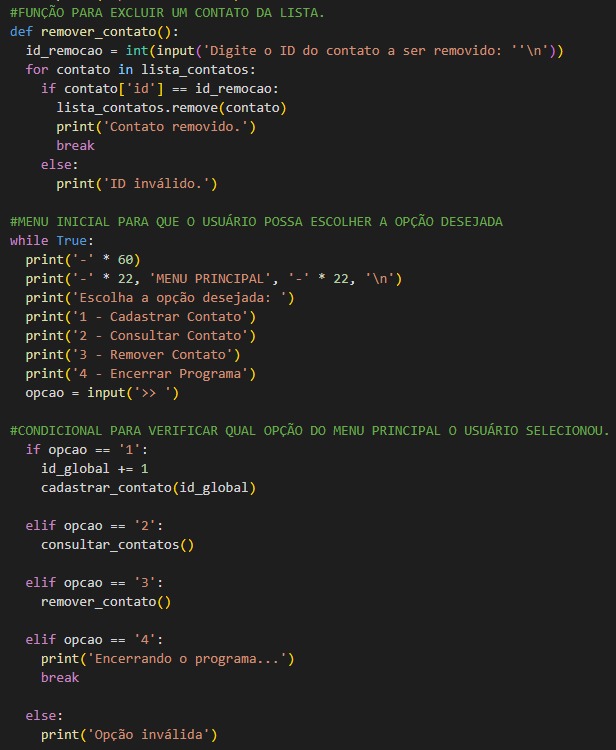 #FUNÇÃO PARA EXCLUIR UM CONTATO DA LISTA.
def remover_contato():
  id_remocao = int(input('Digite o ID do contato a ser removido: ''\n'))
  for contato in lista_contatos:
    if contato['id'] == id_remocao:
      lista_contatos.remove(contato)
      print('Contato removido.')
      break
    else:
      print('ID inválido.')

#MENU INICIAL PARA QUE O USUÁRIO POSSA ESCOLHER A OPÇÃO DESEJADA
while True:
  print('-' * 60)
  print('-' * 22, 'MENU PRINCIPAL', '-' * 22, '\n')
  print('Escolha a opção desejada: ')
  print('1 - Cadastrar Contato')
  print('2 - Consultar Contato')
  print('3 - Remover Contato')
  print('4 - Encerrar Programa')
  opcao = input('>> ')

#CONDICIONAL PARA VERIFICAR QUAL OPÇÃO DO MENU PRINCIPAL O USUÁRIO SELECIONOU.
  if opcao == '1':
    id_global += 1
    cadastrar_contato(id_global)

  elif opcao == '2':
    consultar_contatos()

  elif opcao == '3':
    remover_contato()

  elif opcao == '4':
    print('Encerrando o programa...')
    break

  else:
    print('Opção inválida')